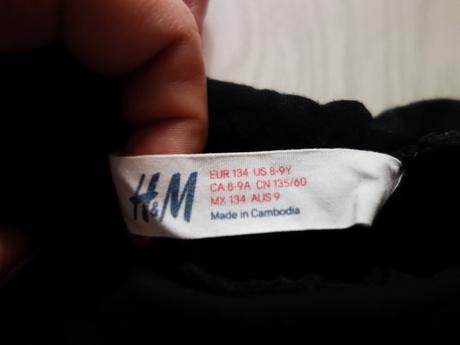 H&M
EUR 134 US 8-9Y
CA 8-9A CN 135/60
MX 134 AUS 9
Made in Cambodia